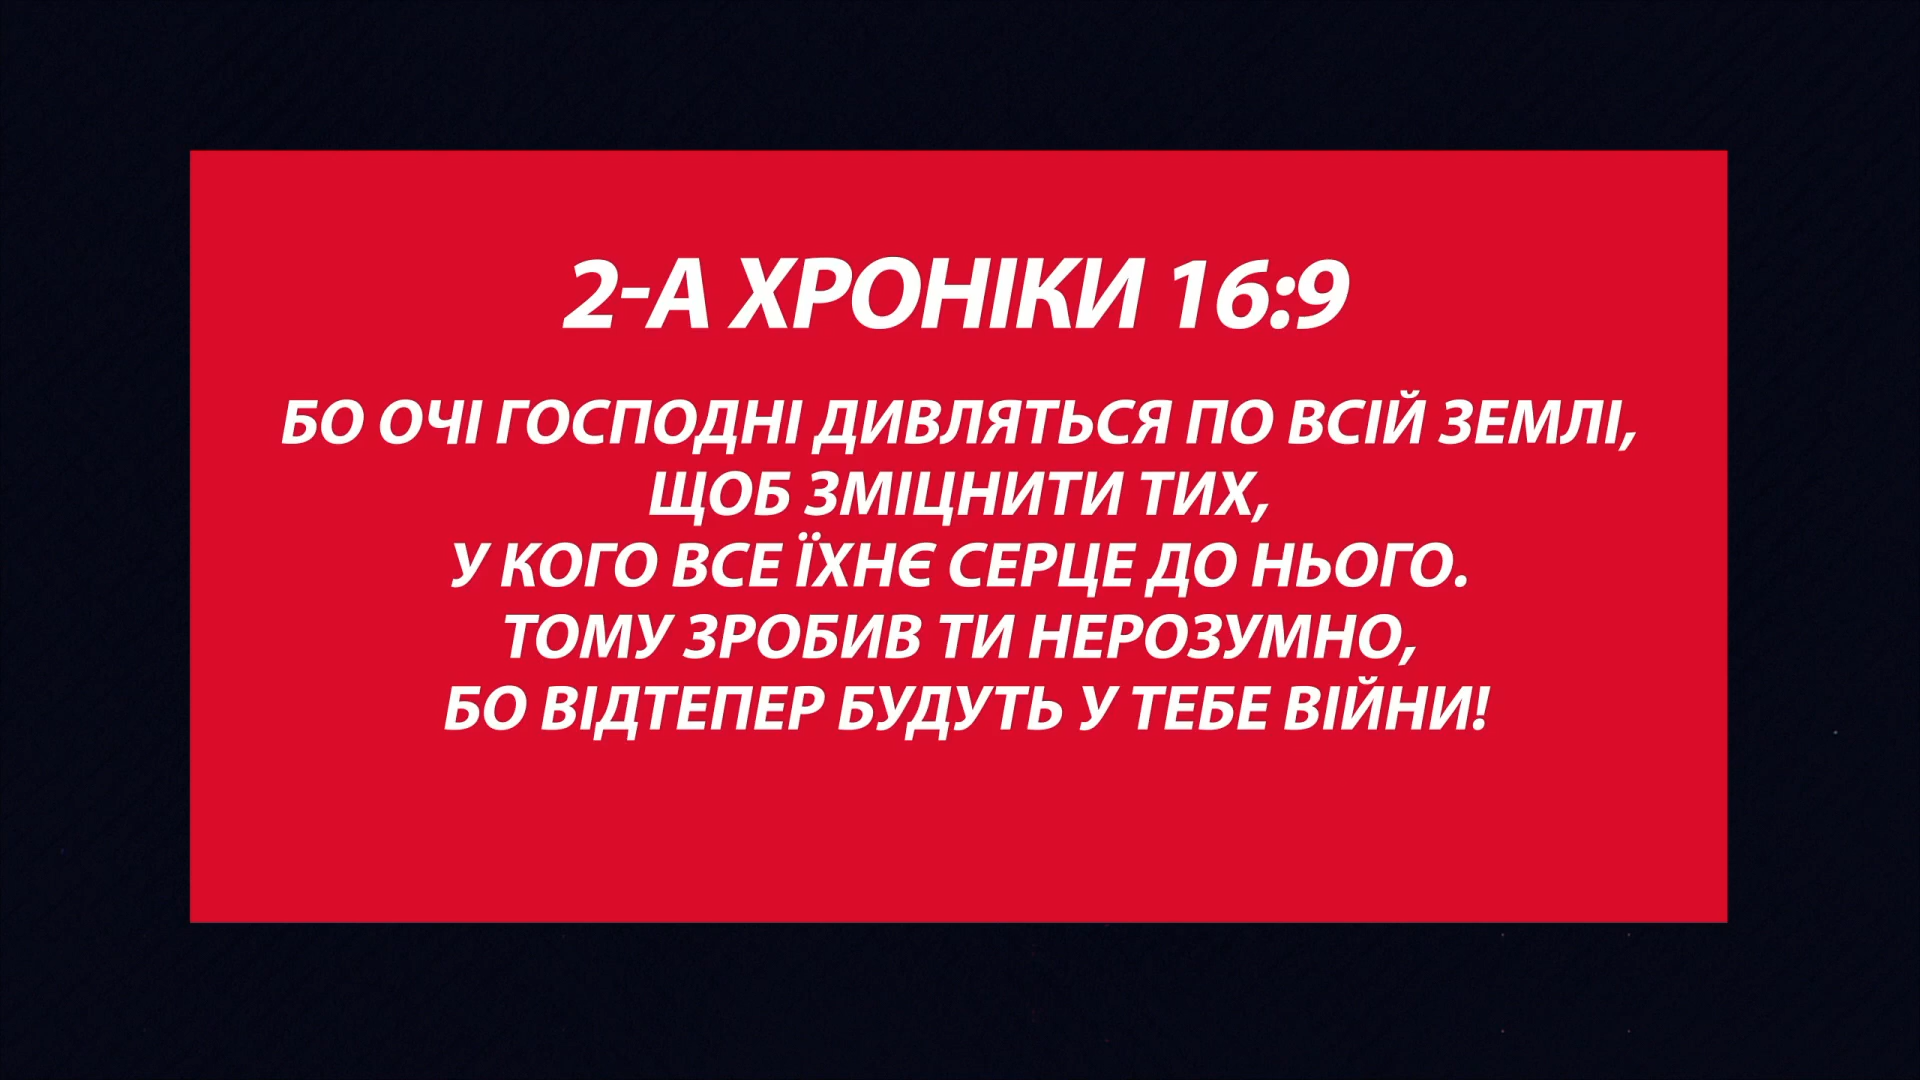 2-А ХРОНІКИ 16:9
БО ОЧІ ГОСПОДНІ ДИВЛЯТЬСЯ ПО ВСІЙ ЗЕМЛІ,
ЩОБ ЗМІЦНИТИ ТИХ,
У КОГО ВСЕ ЇХНЄ СЕРЦЕ ДО НЬОГО.
ТОМУ ЗРОБИВ ТИ НЕРОЗУМНО,
БО ВІДТЕПЕР БУДУТЬ У ТЕБЕ ВІЙНИ!